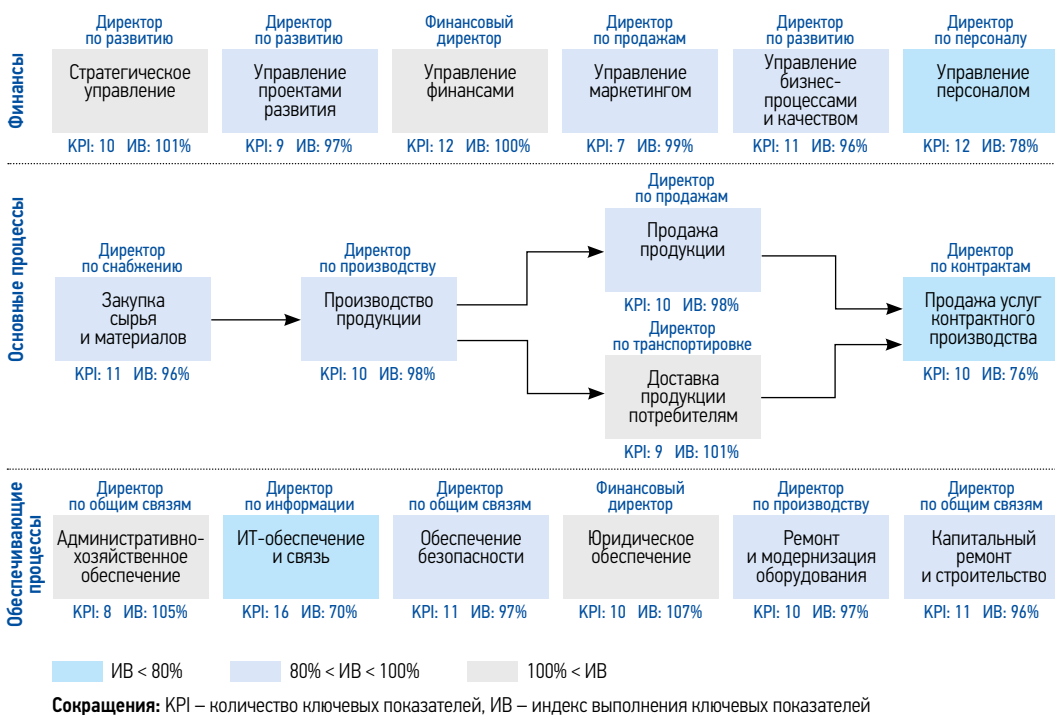 Финансы
Директор
по развитию
Стратегическое
управление
KPI: 10 ИВ: 101%
Директор
по развитию
Управление
проектами
развития
KPI: 9 ИВ: 97%
Финансовый
директор
Управление
финансами
KPI: 12 ИВ: 100%
Директор
по продажам
Управление
маркетингом
KPI: 7 ИВ: 99%
Директор
по развитию
Управление
бизнес-
процессами
и качеством
KPI: 11 ИВ: 96%
Директор
по персоналу
Управление
персоналом
KPI: 12 ИВ: 78%
Основные процессы
Директор
по снабжению
Закупка
сырья
и материалов
KPI: 11 ИВ: 96%
Директор
по производству
Производство
продукции
KPI: 10 ИВ: 98%
Директор
по продажам
Продажа
продукции
KPI: 10 ИВ: 98%
Директор
по транспортировке
Доставка
продукции
потребителям
KPI: 9 ИВ: 101%
Директор
по контрактам
Продажа услуг
контрактного
производства
KPI: 10 ИВ: 76%
Обеспечивающие
процессы
Директор
по общим связям
Административно-
хозяйственное
обеспечение
KPI: 8 ИВ: 105%
Директор
по информации
ИТ-обеспечение
и связь
KPI: 16 ИВ: 70%
Директор
по общим связям
Обеспечение
безопасности
KPI: 11 ИВ: 97%
Финансовый
директор
Юридическое
обеспечение
KPI: 10 ИВ: 107%
Директор
по производству
Ремонт
и модернизация
оборудования
KPI: 10 ИВ: 97%
Директор
по общим связям
Капитальный
ремонт
и строительство
KPI: 11 ИВ: 96%
ИВ < 80%
80% < ИВ < 100%
100% < ИВ
Сокращения: KPI – количество ключевых показателей, ИВ – индекс выполнения ключевых показателей